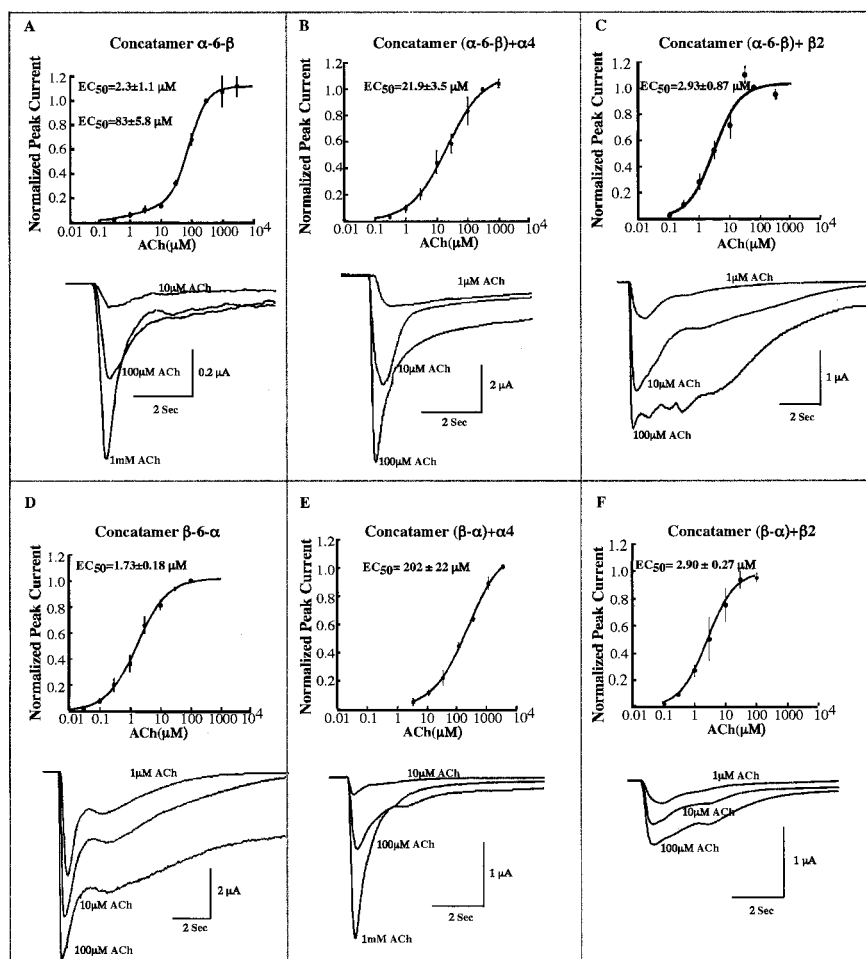 A
Concatamer α-6-β
EC50=2.3±1.1 μM
EC50=83±5.8 μM
Normalized Peak Current
1.2
1.0
0.8
0.6
0.4
0.2
0.01 0.1 1 10 100 1000 10^4
ACh(μM)
10μM ACh
100μM ACh
1mM ACh
0.2 μA
2 Sec
B
Concatamer (α-6-β)+α4
EC50=21.9±3.5 μM
Normalized Peak Current
1.2
1.0
0.8
0.6
0.4
0.2
0.01 0.1 1 10 100 1000 10^4
ACh(μM)
1μM ACh
10μM ACh
100μM ACh
2 μA
2 Sec
C
Concatamer (α-6-β)+ β2
EC50=2.93±0.87 μM
Normalized Peak Current
1.2
1.0
0.8
0.6
0.4
0.2
0.01 0.1 1 10 100 1000 10^4
ACh(μM)
1μM ACh
10μM ACh
100μM ACh
1 μA
2 Sec
D
Concatamer β-6-α
EC50=1.73±0.18 μM
Normalized Peak Current
1.2
1.0
0.8
0.6
0.4
0.2
0.01 0.1 1 10 100 1000 10^4
ACh(μM)
1μM ACh
10μM ACh
100μM ACh
2 μA
2 Sec
E
Concatamer (β-α)+α4
EC50= 202 ± 22 μM
Normalized Peak Current
1.2
1.0
0.8
0.6
0.4
0.2
0.01 0.1 1 10 100 1000 10^4
ACh(μM)
10μM ACh
100μM ACh
1mM ACh
1 μA
2 Sec
F
Concatamer (β-α)+β2
EC50= 2.90 ± 0.27 μM
Normalized Peak Current
1.2
1.0
0.8
0.6
0.4
0.2
0.01 0.1 1 10 100 1000 10^4
ACh(μM)
1μM ACh
10μM ACh
100μM ACh
1 μA
2 Sec